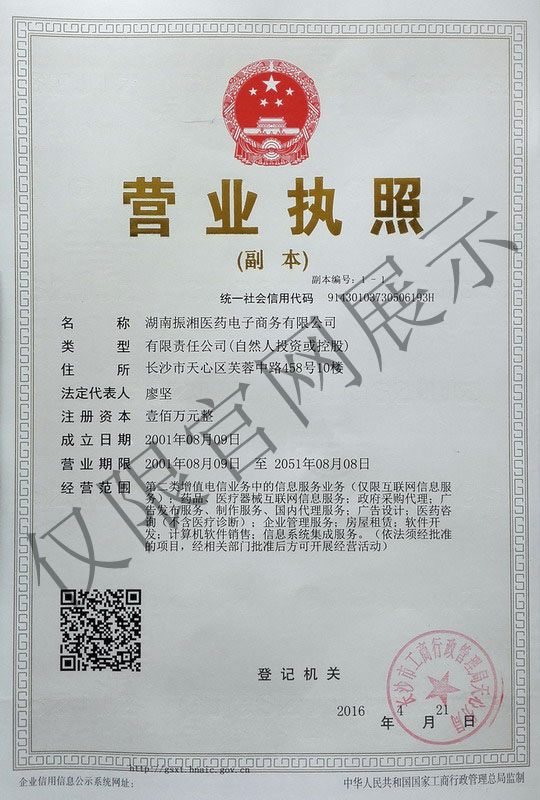 营业执照
(副 本)
副本编号：1-1
统一社会信用代码 91430103730506193H
名 称 湖南振湘医药电子商务有限公司
类 型 有限责任公司(自然人投资或控股)
住 所 长沙市天心区芙蓉中路458号10楼
法定代表人 廖坚
注册资本 壹佰万元整
成立日期 2001年08月09日
营业期限 2001年08月09日 至 2051年08月08日
经营范围 第二类增值电信业务中的信息服务业务（仅限互联网信息服
务）；药品、医疗器械互联网信息服务；政府采购代理；广
告发布服务、制作服务、国内代理服务；广告设计；医药咨
询（不含医疗诊断）；企业管理服务；房屋租赁；软件开
发；计算机软件销售；信息系统集成服务。（依法须经批准
的项目，经相关部门批准后方可开展经营活动）
仅限官网展示
登记机关
长沙市工商行政管理局天心分局
2016 年 4 月 21 日
http://gsxt.hnaic.gov.cn
企业信用信息公示系统网址：
中华人民共和国国家工商行政管理总局监制